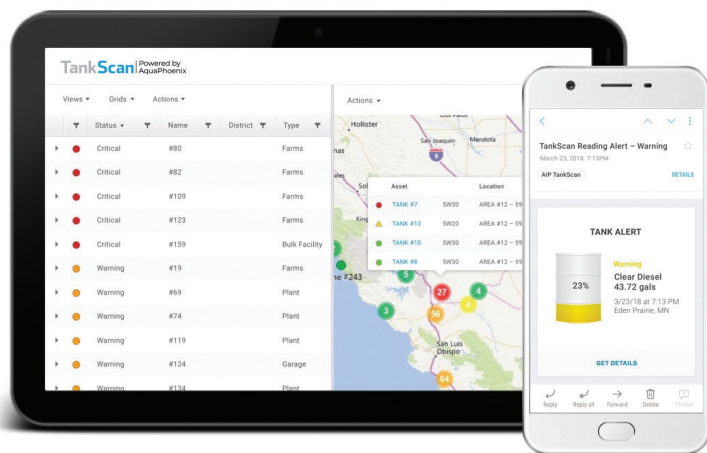 TankScan Powered by
AquaPhoenix
Views Grids Actions
Status Name District Type
Critical #80 Farms
Critical #82 Farms
Critical #109 Farms
Critical #123 Farms
Critical #159 Bulk Facility
Warning #19 Farms
Warning #69 Plant
Warning #74 Plant
Warning #119 Plant
Warning #124 Garage
Warning #134 Plant
Actions
Hollister
San Joaquin Mendota
5
Asset Location
TANK #7 5W30 AREA #12 – 59
TANK #13 5W20 AREA #12 – 59
TANK #10 5W30 AREA #12 – 59
TANK #8 5W30 AREA #12 – 59
#243
5
27
4
4
3
56
San Luis
Obispo
64
TankScan Reading Alert – Warning
March 23, 2018 7:13PM
AIP TankScan DETAILS
TANK ALERT
23%
Warning
Clear Diesel
43.72 gals
3/23/18 at 7:13 PM
Eden Prairie, MN
GET DETAILS
Reply Reply all Forward Delete Thread